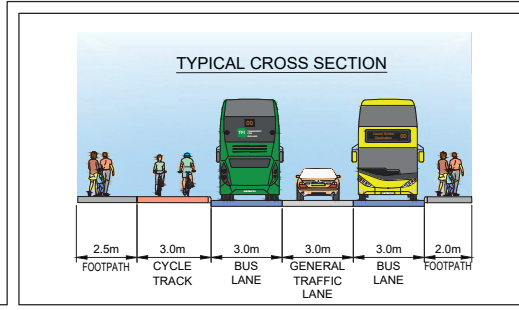 TYPICAL CROSS SECTION
TFI
2.5m 3.0m 3.0m 3.0m 3.0m 2.0m
FOOTPATH CYCLE TRACK BUS LANE GENERAL TRAFFIC LANE BUS LANE FOOTPATH